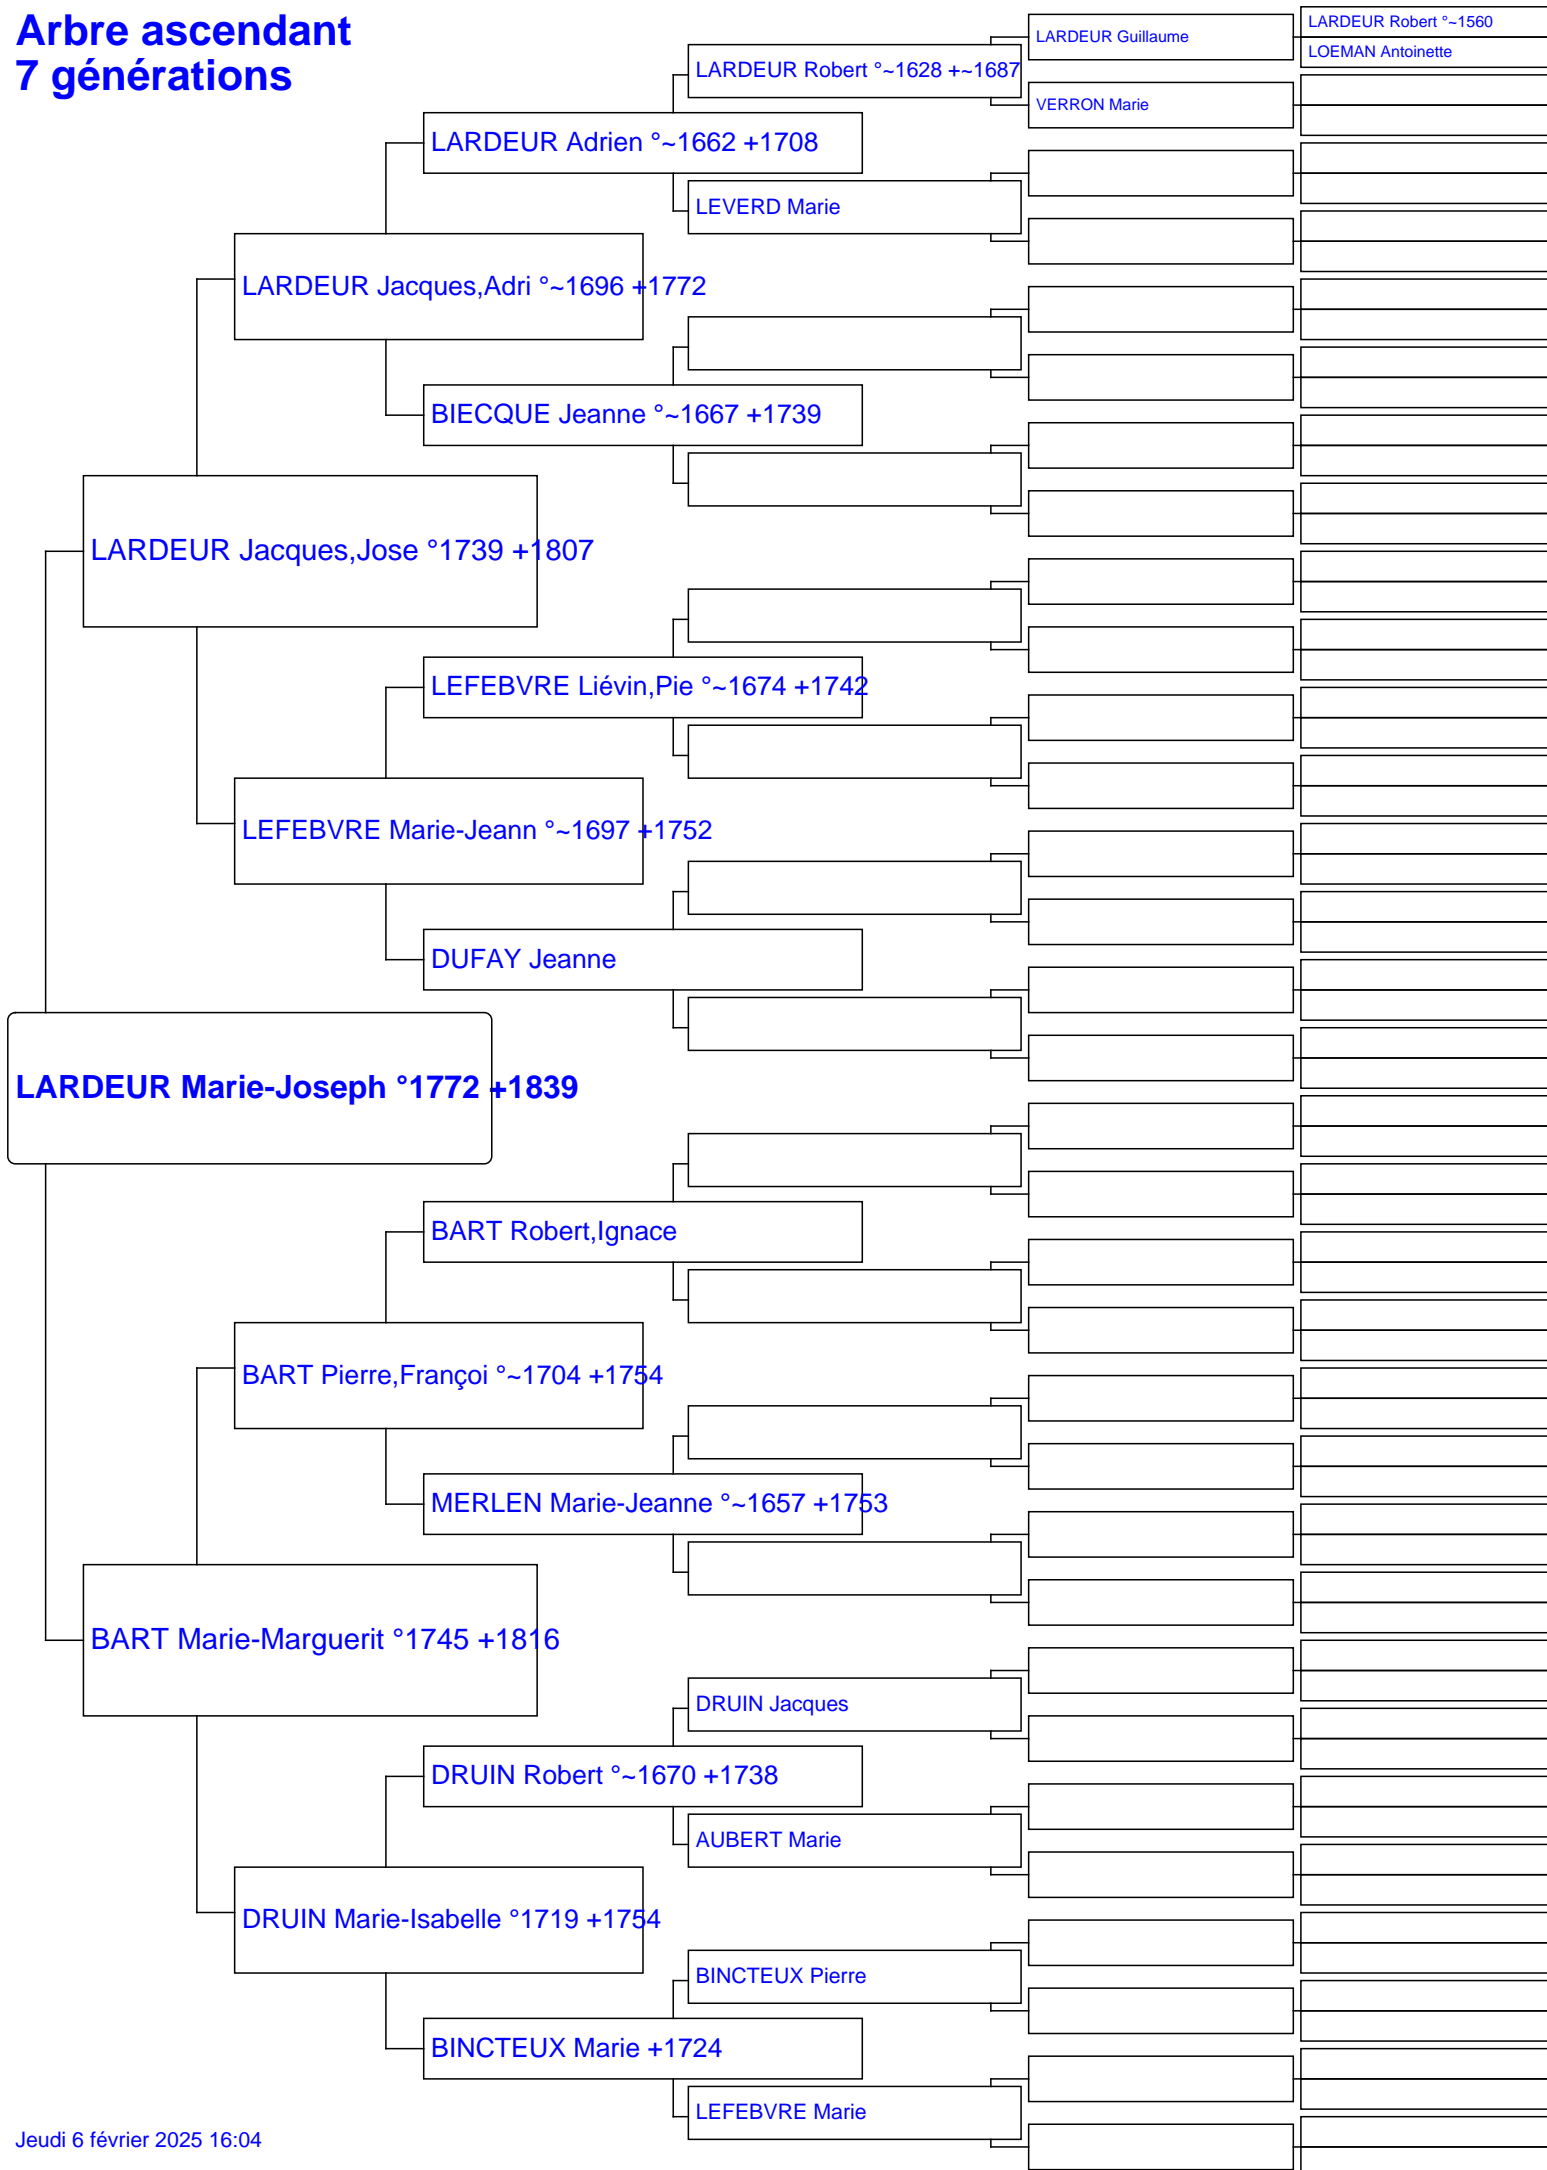 Arbre ascendant
7 générations
LARDEUR Robert °~1560
LOEMAN Antoinette
LARDEUR Guillaume
LARDEUR Robert °~1628 +~1687
VERRON Marie
LARDEUR Adrien °~1662 +1708
LEVERD Marie
LARDEUR Jacques,Adri °~1696 +1772
BIECQUE Jeanne °~1667 +1739
LARDEUR Jacques,Jose °1739 +1807
LEFEBVRE Liévin,Pie °~1674 +1742
LEFEBVRE Marie-Jeann °~1697 +1752
DUFAY Jeanne
LARDEUR Marie-Joseph °1772 +1839
BART Robert,Ignace
BART Pierre,Françoi °~1704 +1754
MERLEN Marie-Jeanne °~1657 +1753
BART Marie-Marguerit °1745 +1816
DRUIN Jacques
DRUIN Robert °~1670 +1738
AUBERT Marie
DRUIN Marie-Isabelle °1719 +1754
BINCTEUX Pierre
BINCTEUX Marie +1724
LEFEBVRE Marie
Jeudi 6 février 2025 16:04